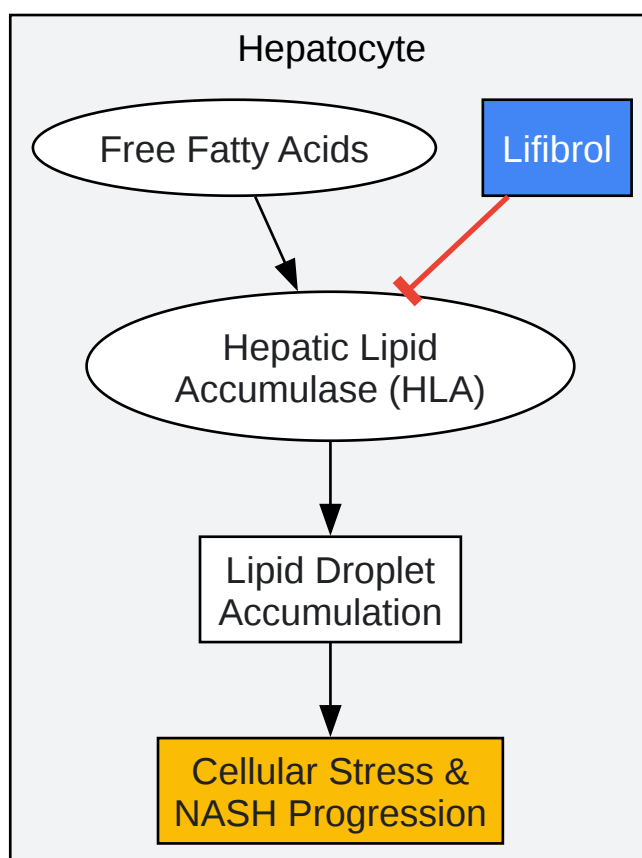 Hepatocyte
Free Fatty Acids
Lifibrol
Hepatic Lipid
Accumulase (HLA)
Lipid Droplet
Accumulation
Cellular Stress &
NASH Progression